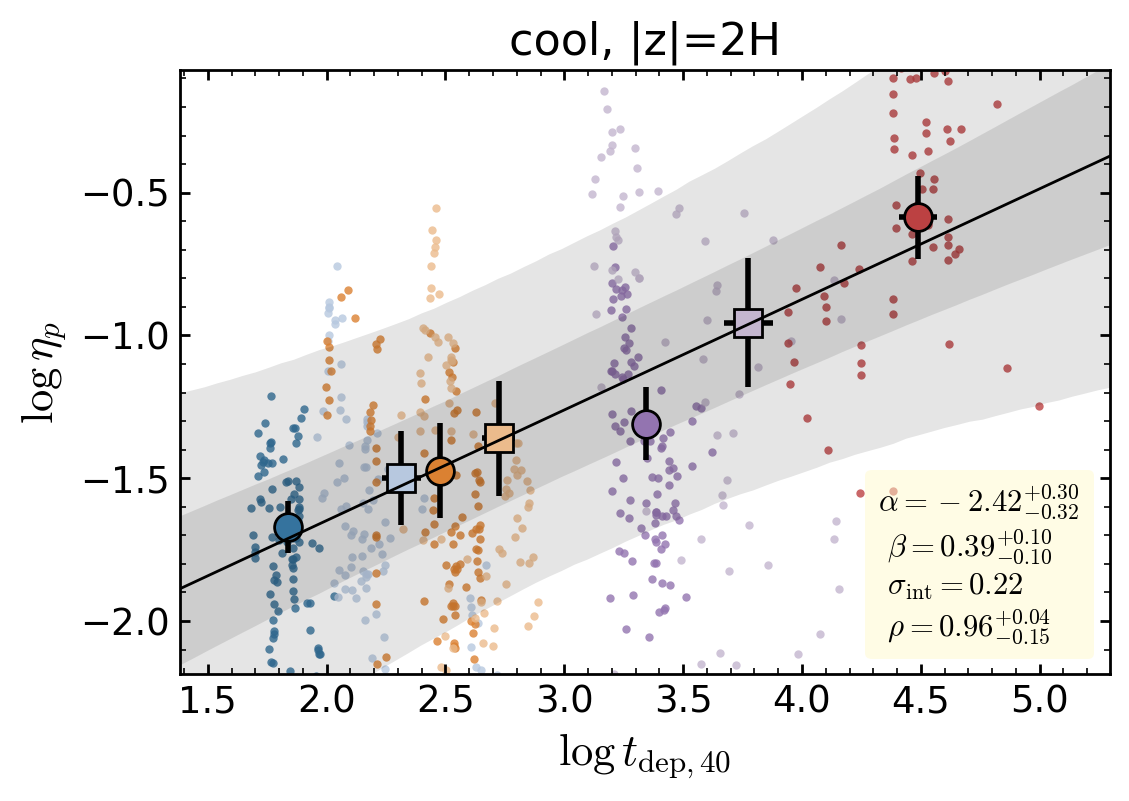 cool, |z|=2H
log η_p
−0.5
−1.0
−1.5
−2.0
α = −2.42^{+0.30}_{−0.32}
β = 0.39^{+0.10}_{−0.10}
σ_int = 0.22
ρ = 0.96^{+0.04}_{−0.15}
1.5 2.0 2.5 3.0 3.5 4.0 4.5 5.0
log t_{dep, 40}